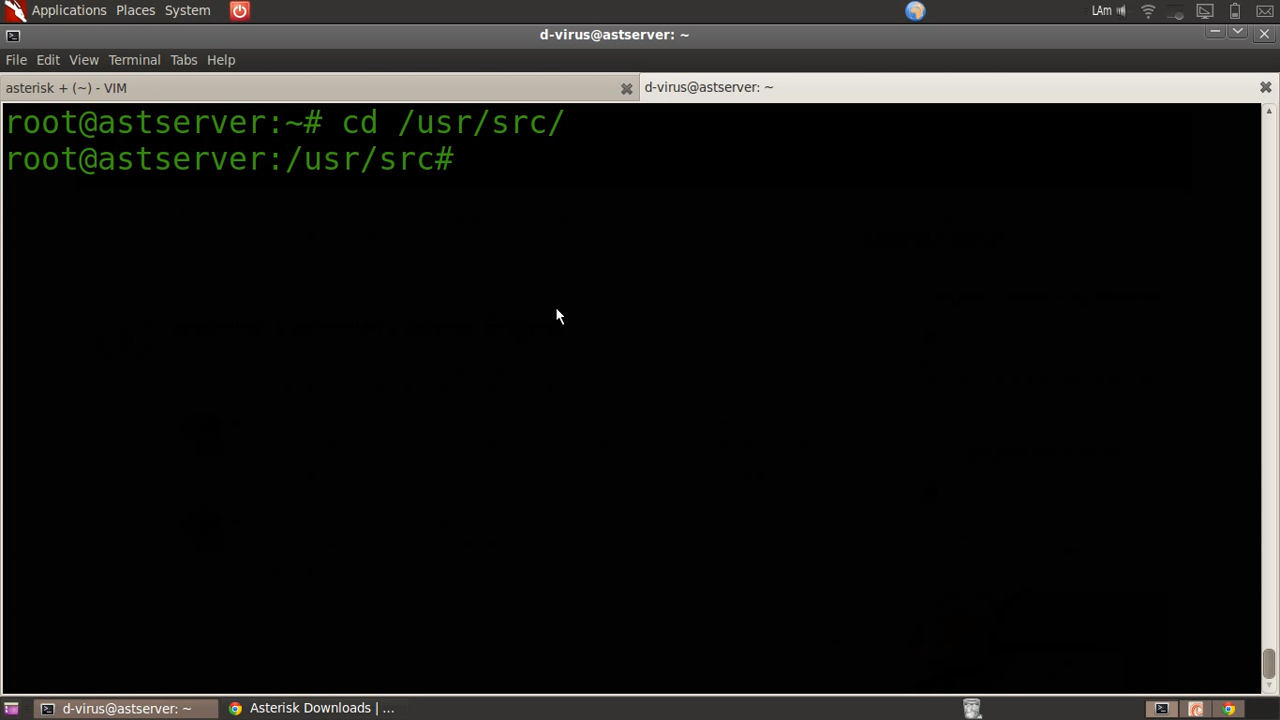 Applications Places System LAm
d-virus@astserver: ~
File Edit View Terminal Tabs Help
asterisk + (~) - VIM d-virus@astserver: ~
root@astserver:~# cd /usr/src/
root@astserver:/usr/src#
d-virus@astserver: ~ Asterisk Downloads | ...